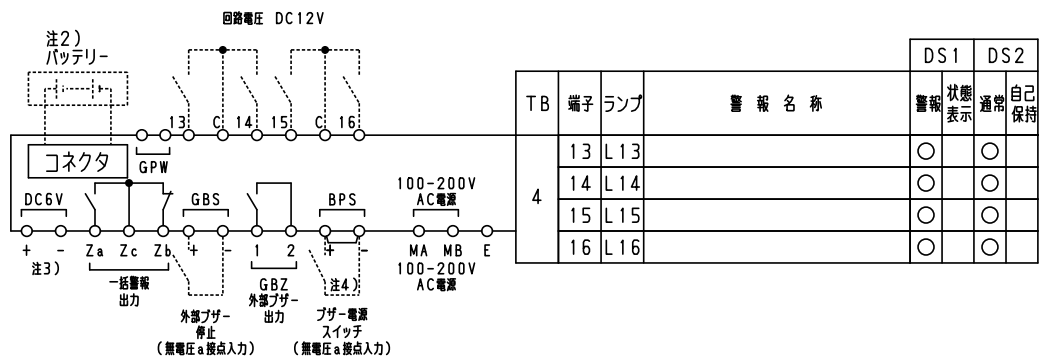 回路電圧 DC12V
注2)
バッテリー
13 C 14 15 C 16
コネクタ
GPW
DC6V
GBS
BPS
100-200V
AC電源
+ - Za Zc Zb + - 1 2 + - MA MB E
注3)
一括警報
出力
GBZ
外部ブザー
出力
注4)
100-200V
AC電源
外部ブザー
停止
(無電圧a接点入力)
ブザー電源
スイッチ
(無電圧a接点入力)
DS1 DS2
TB 端子 ランプ 警報名称 警報 状態表示 通常 自己保持
4
13 L13 ○ ○
14 L14 ○ ○
15 L15 ○ ○
16 L16 ○ ○